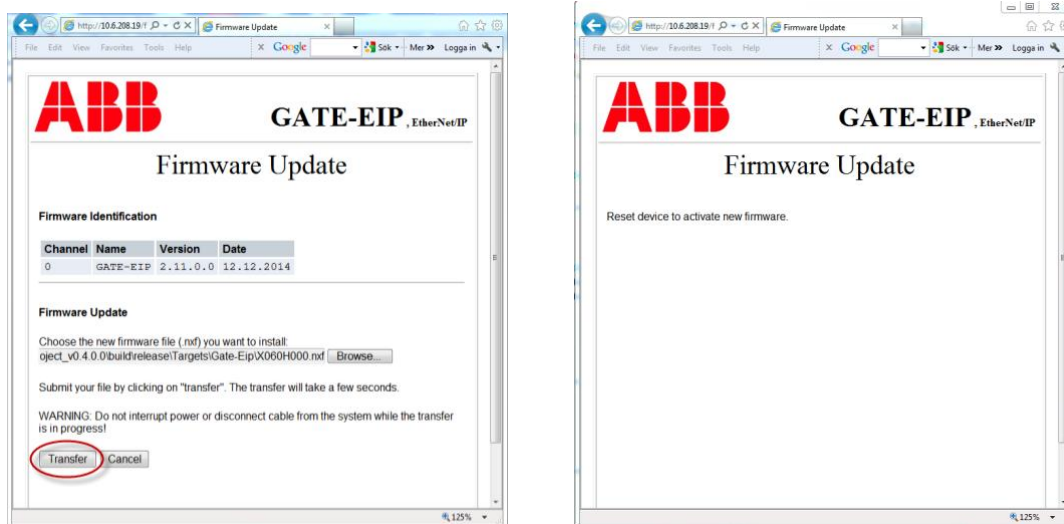 http://10.6.208.19/f
Firmware Update
File Edit View Favorites Tools Help
x Google
Sök
Mer »
Logga in
ABB
GATE-EIP , EtherNet/IP
Firmware Update
Firmware Identification
Channel Name Version Date
0 GATE-EIP 2.11.0.0 12.12.2014
Firmware Update
Choose the new firmware file (.nxf) you want to install:
oject_v0.4.0.0\build\release\Targets\Gate-Eip\X060H000.nxf Browse...
Submit your file by clicking on "transfer". The transfer will take a few seconds.
WARNING: Do not interrupt power or disconnect cable from the system while the transfer
is in progress!
Transfer Cancel
125%
http://10.6.208.19/f
Firmware Update
File Edit View Favorites Tools Help
x Google
Sök
Mer »
Logga in
ABB
GATE-EIP , EtherNet/IP
Firmware Update
Reset device to activate new firmware.
125%